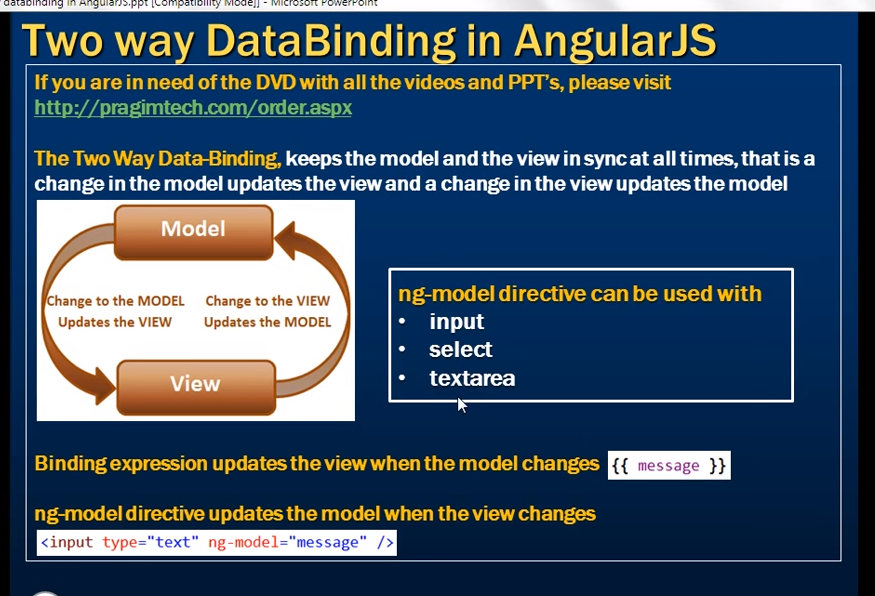 databinding in AngularJS.ppt [Compatibility Mode]] - Microsoft PowerPoint
Two way DataBinding in AngularJS
If you are in need of the DVD with all the videos and PPT's, please visit
http://pragimtech.com/order.aspx
The Two Way Data-Binding, keeps the model and the view in sync at all times, that is a
change in the model updates the view and a change in the view updates the model
Model
Change to the MODEL
Updates the VIEW
Change to the VIEW
Updates the MODEL
View
ng-model directive can be used with
• input
• select
• textarea
Binding expression updates the view when the model changes {{ message }}
ng-model directive updates the model when the view changes
<input type="text" ng-model="message" />